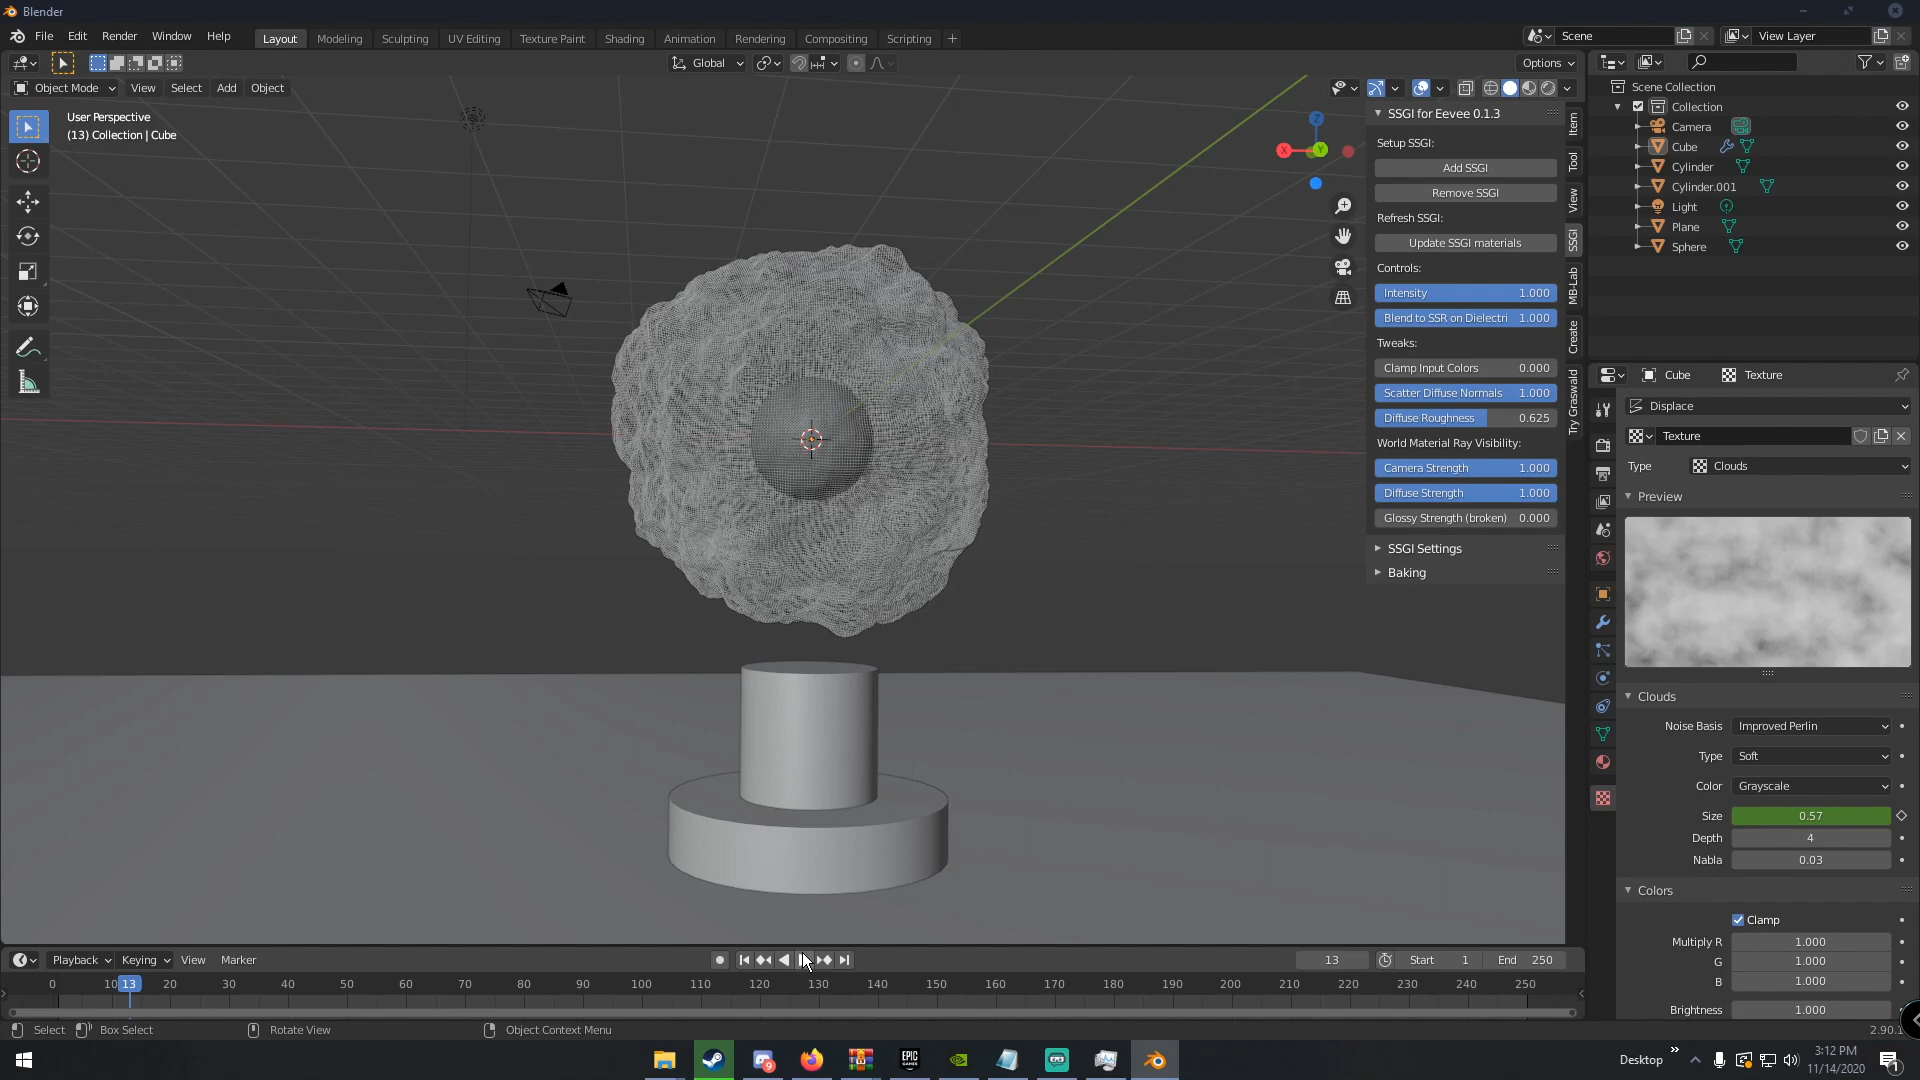 Blender
File Edit Render Window Help
Layout Modeling Sculpting UV Editing Texture Paint Shading Animation Rendering Compositing Scripting +
Scene
View Layer
Global
Options
Object Mode View Select Add Object
User Perspective
(13) Collection | Cube
Z
X
Y
SSGI for Eevee 0.1.3
Setup SSGI:
Add SSGI
Remove SSGI
Refresh SSGI:
Update SSGI materials
Controls:
Intensity 1.000
Blend to SSR on Dielectri 1.000
Tweaks:
Clamp Input Colors 0.000
Scatter Diffuse Normals 1.000
Diffuse Roughness 0.625
World Material Ray Visibility:
Camera Strength 1.000
Diffuse Strength 1.000
Glossy Strength (broken) 0.000
SSGI Settings
Baking
Item
Tool
View
SSGI
MB-Lab
Create
Try Graswald
Scene Collection
Collection
Camera
Cube
Cylinder
Cylinder.001
Light
Plane
Sphere
Cube Texture
Displace
Texture
Type Clouds
Preview
Clouds
Noise Basis Improved Perlin
Type Soft
Color Grayscale
Size 0.57
Depth 4
Nabla 0.03
Colors
Clamp
Multiply R 1.000
G 1.000
B 1.000
Brightness 1.000
Playback Keying View Marker
13
Start 1 End 250
0 10 13 20 30 40 50 60 70 80 90 100 110 120 130 140 150 160 170 180 190 200 210 220 230 240 250
Select Box Select Rotate View Object Context Menu
2.90.1
EPIC
GAMES
9
Desktop
3:12 PM
11/14/2020
1